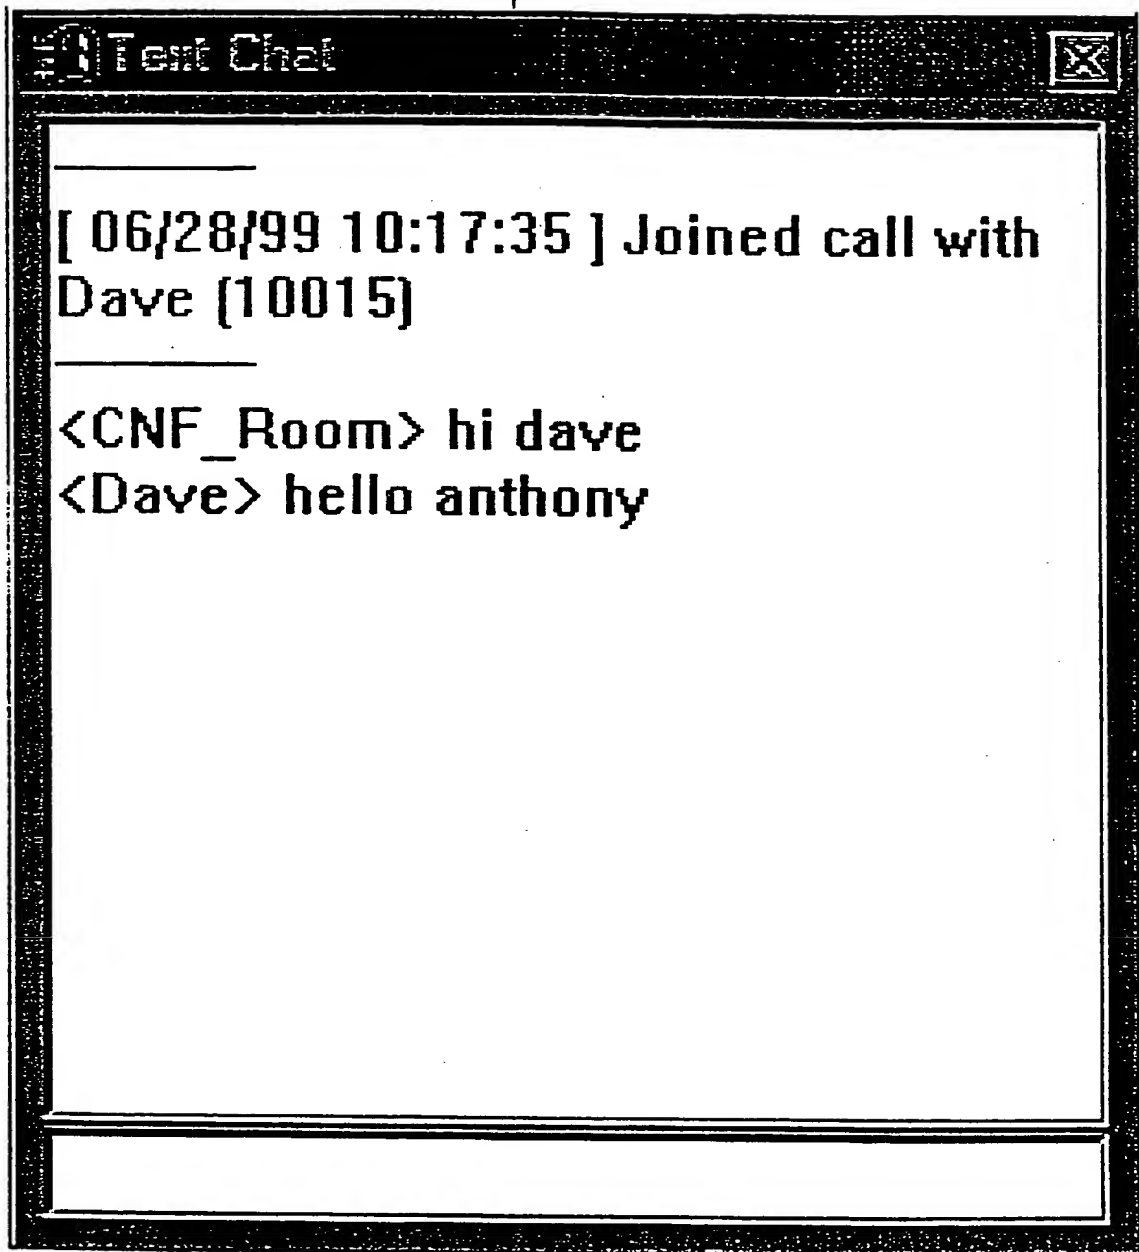 Text Chat
[ 06/28/99 10:17:35 ] Joined call with
Dave [10015]
<CNF_Room> hi dave
<Dave> hello anthony